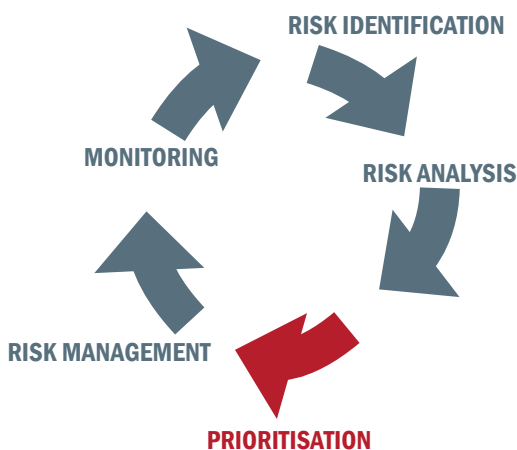 RISK IDENTIFICATION
MONITORING
RISK ANALYSIS
RISK MANAGEMENT
PRIORITISATION